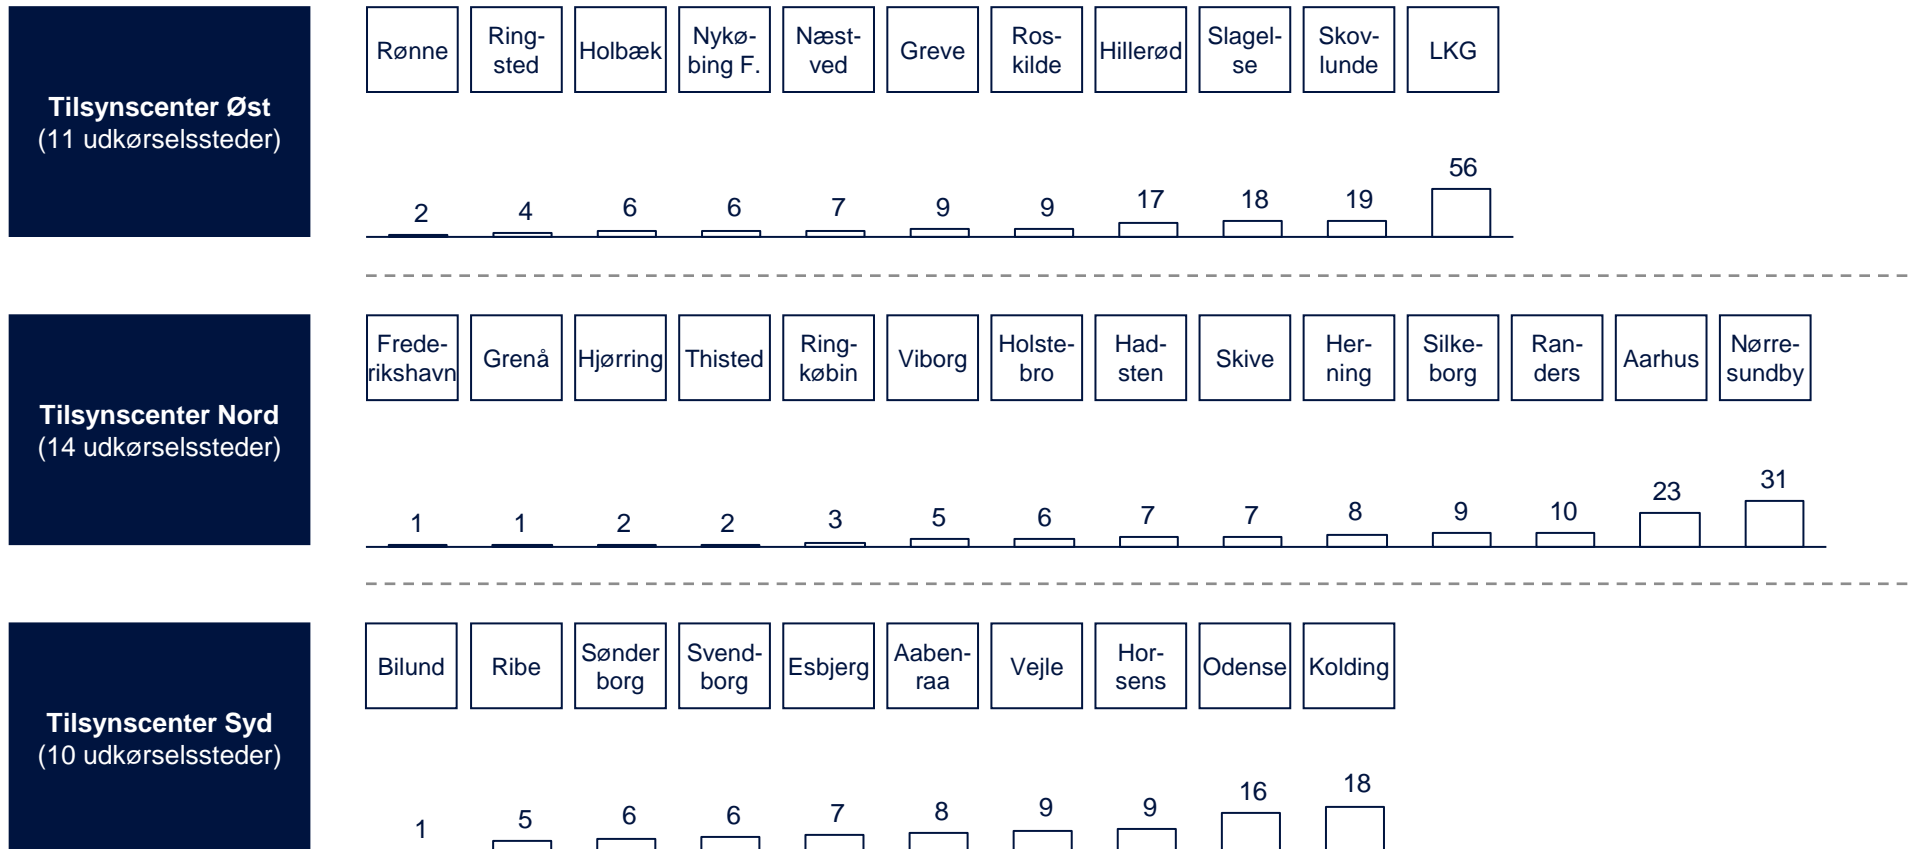 Tilsynscenter Øst
(11 udkørselssteder)
Rønne
Ring-
sted
Holbæk
Nykø-
bing F.
Næst-
ved
Greve
Ros-
kilde
Hillerød
Slagel-
se
Skov-
lunde
LKG
2
4
6
6
7
9
9
17
18
19
56
Tilsynscenter Nord
(14 udkørselssteder)
Frede-
rikshavn
Grenå
Hjørring
Thisted
Ring-
købin
Viborg
Holste-
bro
Had-
sten
Skive
Her-
ning
Silke-
borg
Ran-
ders
Aarhus
Nørre-
sundby
1
1
2
2
3
5
6
7
7
8
9
10
23
31
Tilsynscenter Syd
(10 udkørselssteder)
Bilund
Ribe
Sønder
borg
Svend-
borg
Esbjerg
Aaben-
raa
Vejle
Hor-
sens
Odense
Kolding
1
5
6
6
7
8
9
9
16
18